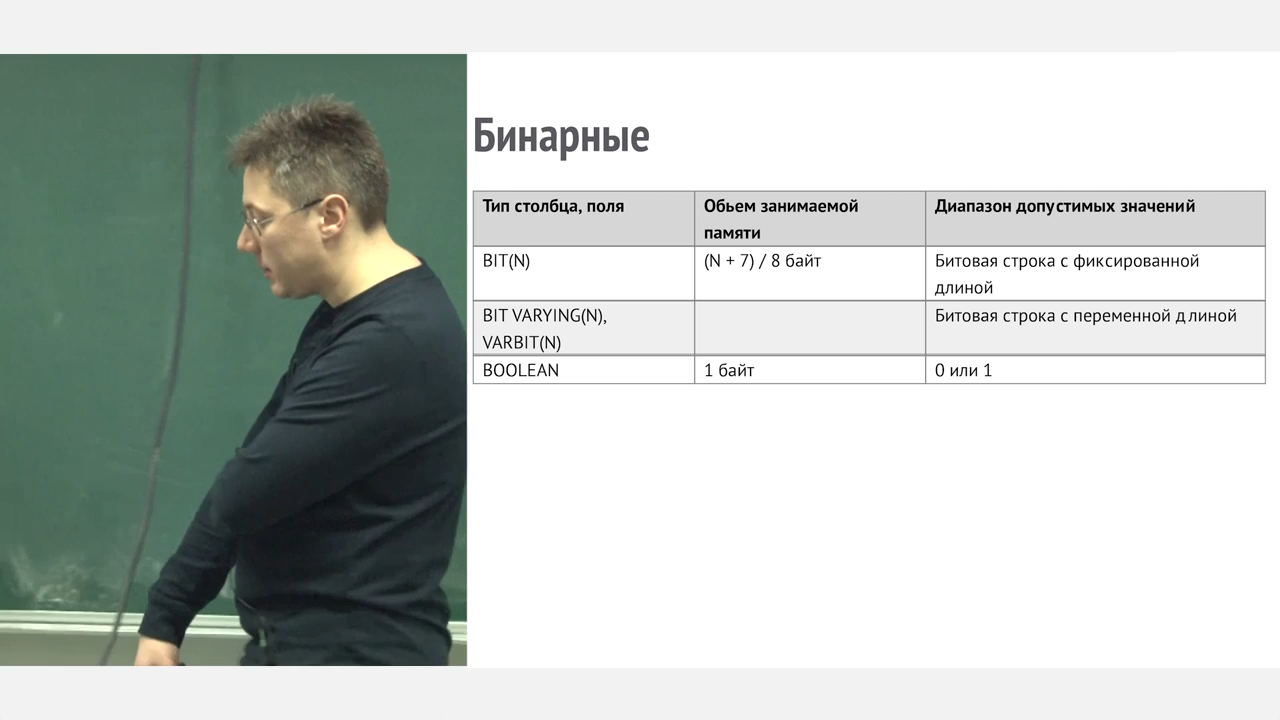 Бинарные
Тип столбца, поля
Обьем занимаемой
памяти
Диапазон допустимых значений
BIT(N)
(N + 7) / 8 байт
Битовая строка с фиксированной
длиной
BIT VARYING(N),
VARBIT(N)
Битовая строка с переменной длиной
BOOLEAN
1 байт
0 или 1